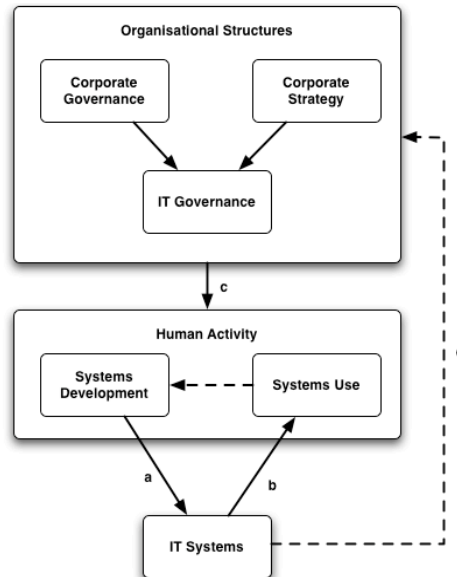 Organisational Structures
Corporate
Governance
Corporate
Strategy
IT Governance
c
Human Activity
Systems
Development
Systems Use
a
b
IT Systems